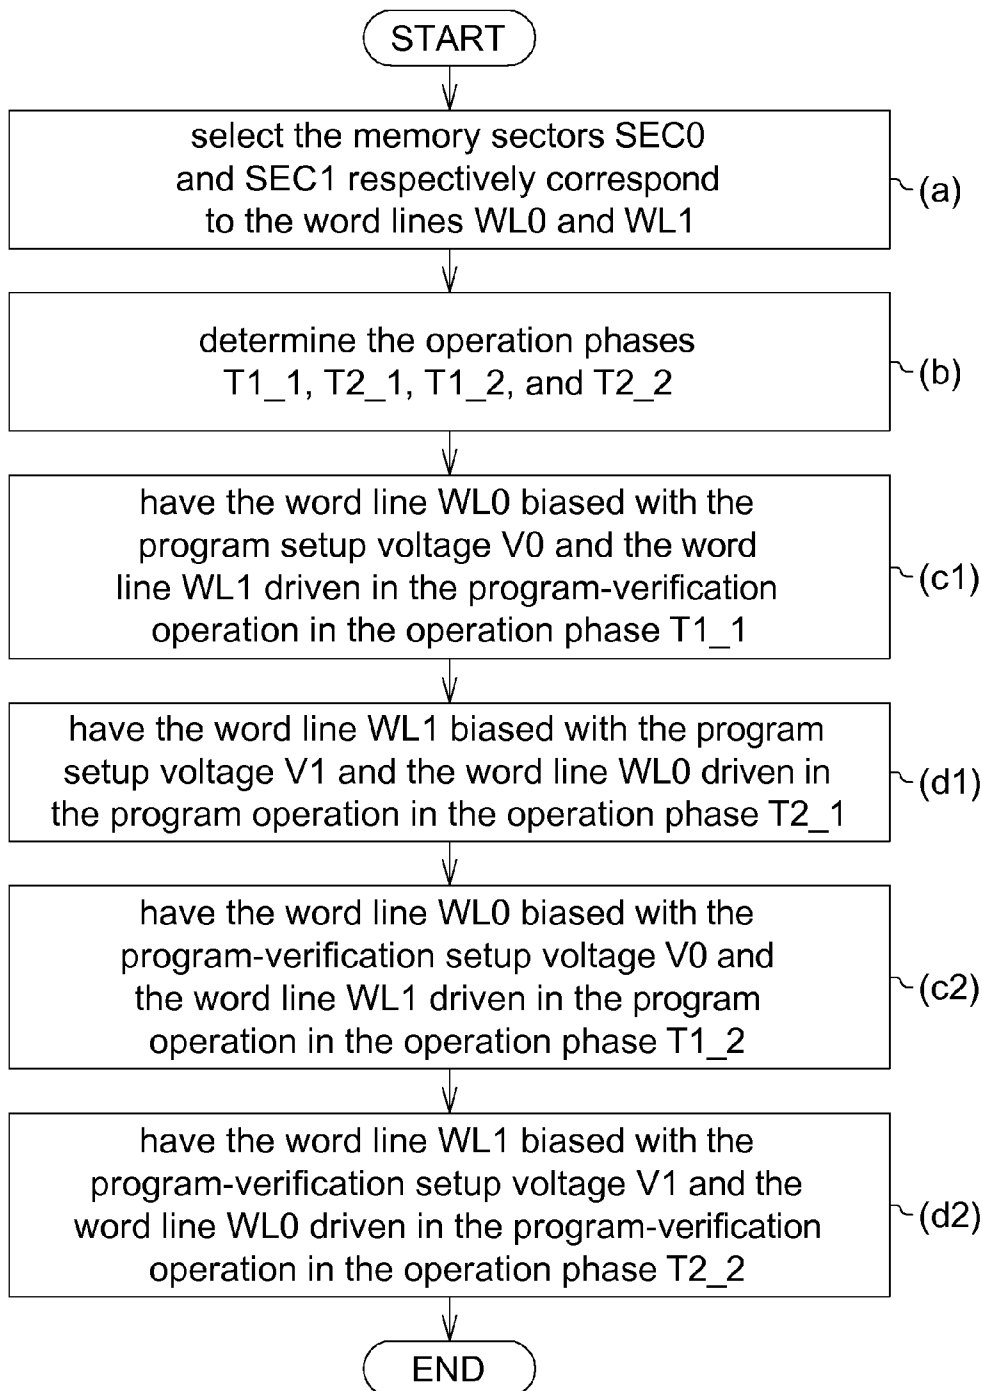 START
select the memory sectors SEC0
and SEC1 respectively correspond
to the word lines WL0 and WL1
(a)
determine the operation phases
T1_1, T2_1, T1_2, and T2_2
(b)
have the word line WL0 biased with the
program setup voltage V0 and the word
line WL1 driven in the program-verification
operation in the operation phase T1_1
(c1)
have the word line WL1 biased with the program
setup voltage V1 and the word line WL0 driven in
the program operation in the operation phase T2_1
(d1)
have the word line WL0 biased with the
program-verification setup voltage V0 and
the word line WL1 driven in the program
operation in the operation phase T1_2
(c2)
have the word line WL1 biased with the
program-verification setup voltage V1 and the
word line WL0 driven in the program-verification
operation in the operation phase T2_2
(d2)
END